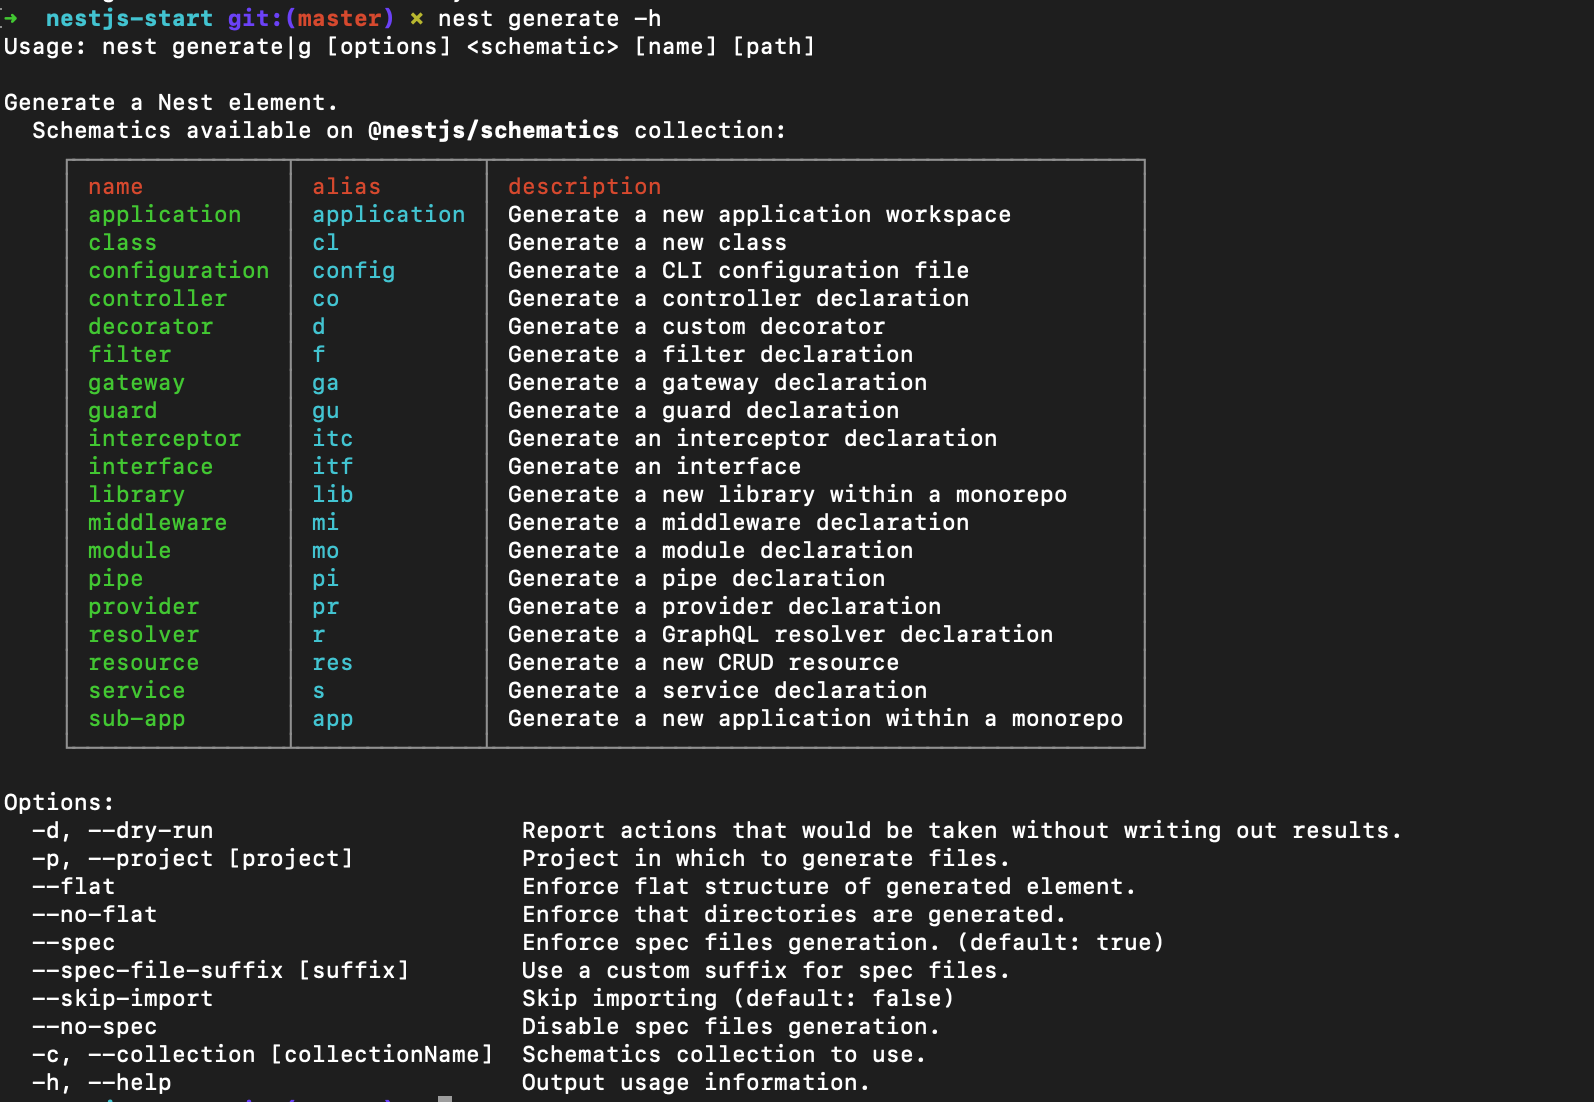 ➜ nestjs-start git:(master) ✗ nest generate -h
Usage: nest generate|g [options] <schematic> [name] [path]
Generate a Nest element.
Schematics available on @nestjs/schematics collection:
name alias description
application application Generate a new application workspace
class cl Generate a new class
configuration config Generate a CLI configuration file
controller co Generate a controller declaration
decorator d Generate a custom decorator
filter f Generate a filter declaration
gateway ga Generate a gateway declaration
guard gu Generate a guard declaration
interceptor itc Generate an interceptor declaration
interface itf Generate an interface
library lib Generate a new library within a monorepo
middleware mi Generate a middleware declaration
module mo Generate a module declaration
pipe pi Generate a pipe declaration
provider pr Generate a provider declaration
resolver r Generate a GraphQL resolver declaration
resource res Generate a new CRUD resource
service s Generate a service declaration
sub-app app Generate a new application within a monorepo
Options:
-d, --dry-run Report actions that would be taken without writing out results.
-p, --project [project] Project in which to generate files.
--flat Enforce flat structure of generated element.
--no-flat Enforce that directories are generated.
--spec Enforce spec files generation. (default: true)
--spec-file-suffix [suffix] Use a custom suffix for spec files.
--skip-import Skip importing (default: false)
--no-spec Disable spec files generation.
-c, --collection [collectionName] Schematics collection to use.
-h, --help Output usage information.